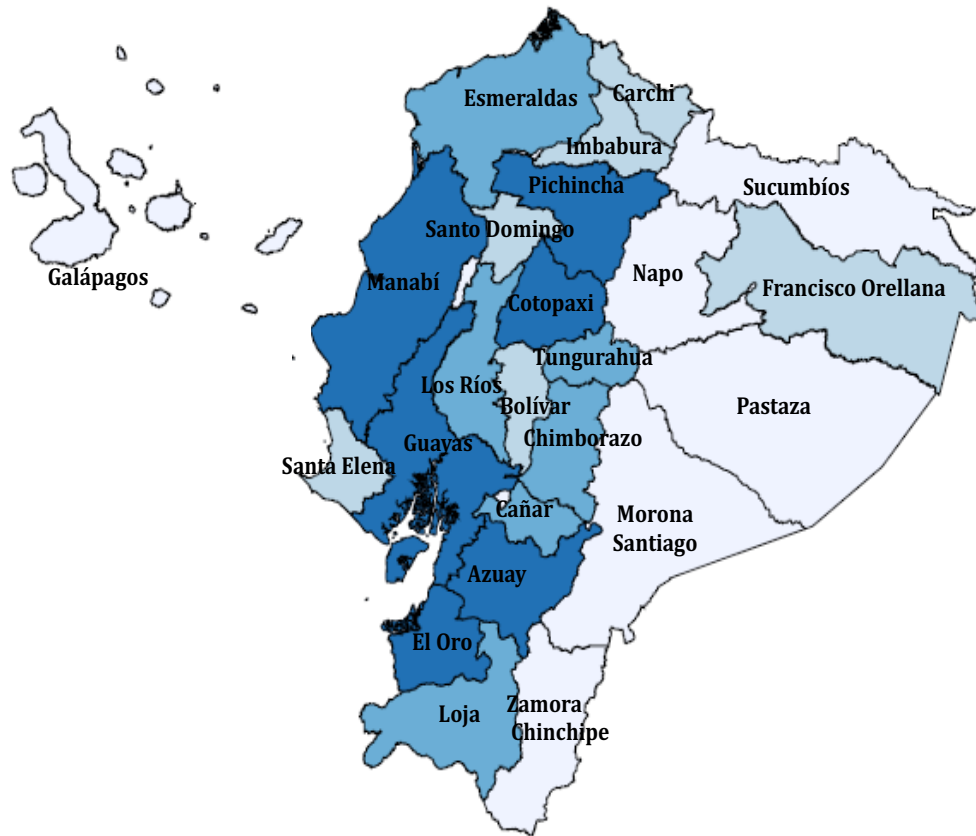 Carchi
Esmeraldas
Imbabura
Pichincha
Sucumbíos
Santo Domingo
Galápagos
Manabí
Napo
Cotopaxi
Francisco Orellana
Tungurahua
Los Ríos
Bolívar
Pastaza
Chimborazo
Guayas
Santa Elena
Cañar
Morona
Santiago
Azuay
El Oro
Zamora
Chinchipe
Loja